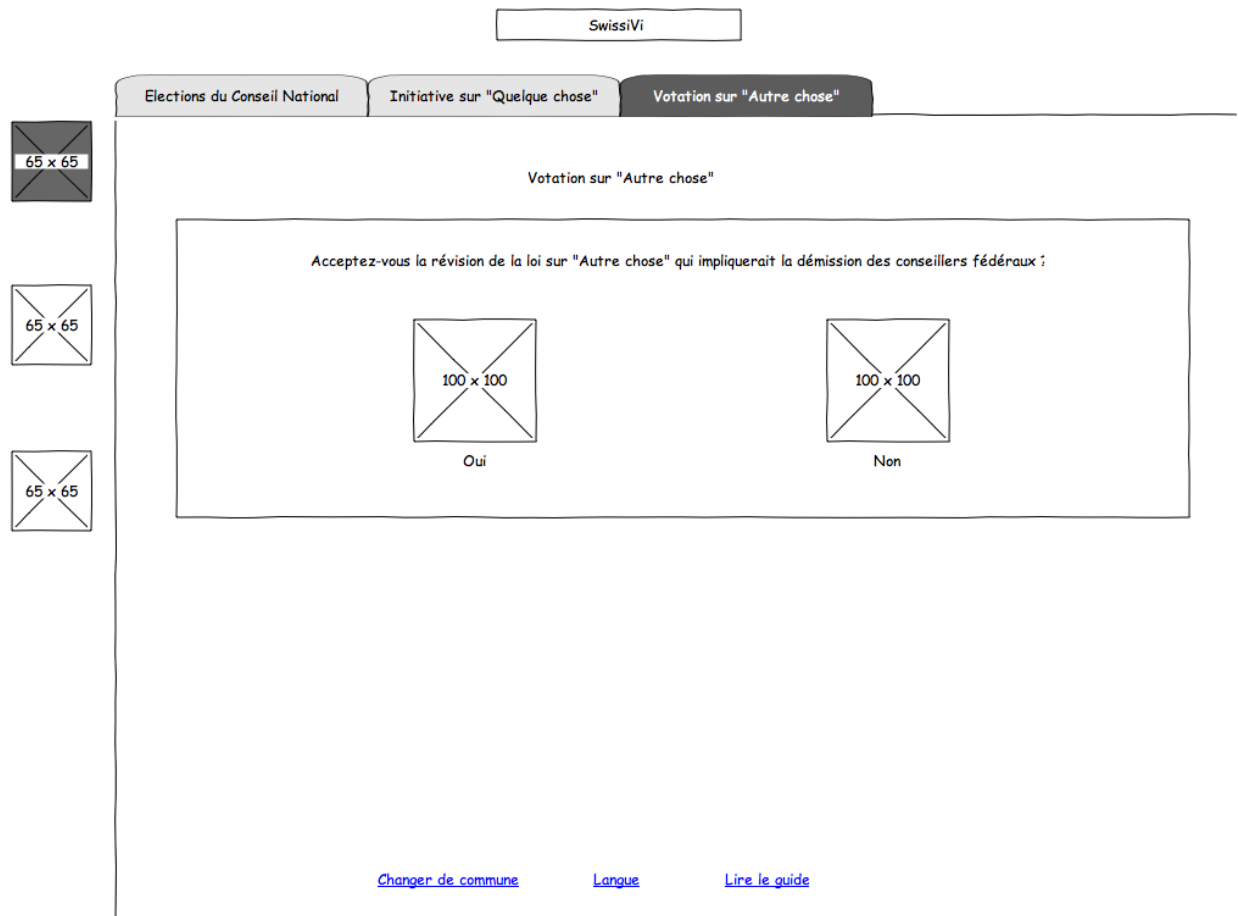 SwissiVi
Elections du Conseil National
Initiative sur "Quelque chose"
Votation sur "Autre chose"
65 x 65
Votation sur "Autre chose"
Acceptez-vous la révision de la loi sur "Autre chose" qui impliquerait la démission des conseillers fédéraux ?
65 x 65
100 x 100
100 x 100
Oui
Non
65 x 65
Changer de commune
Langue
Lire le guide